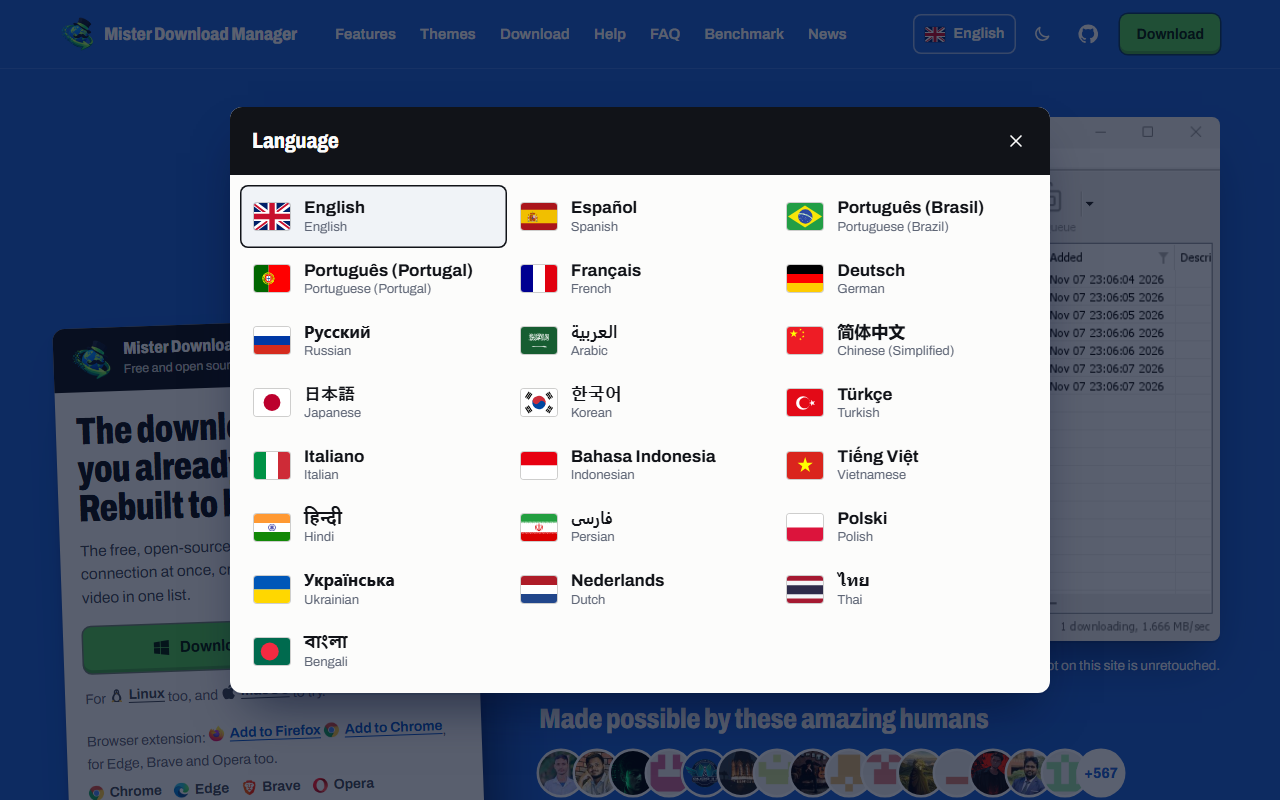 Mister Download Manager
Features
Themes
Download
Help
FAQ
Benchmark
News
English
Download
Language
English
English
Español
Spanish
Português (Brasil)
Portuguese (Brazil)
Português (Portugal)
Portuguese (Portugal)
Français
French
Deutsch
German
Русский
Russian
العربية
Arabic
简体中文
Chinese (Simplified)
日本語
Japanese
한국어
Korean
Türkçe
Turkish
Italiano
Italian
Bahasa Indonesia
Indonesian
Tiếng Việt
Vietnamese
हिन्दी
Hindi
فارسی
Persian
Polski
Polish
Українська
Ukrainian
Nederlands
Dutch
ไทย
Thai
বাংলা
Bengali
Added
Nov 07 23:06:04 2026
Nov 07 23:06:05 2026
Nov 07 23:06:05 2026
Nov 07 23:06:06 2026
Nov 07 23:06:06 2026
Nov 07 23:06:07 2026
Nov 07 23:06:07 2026
1 downloading, 1.666 MB/sec
on this site is unretouched.
Mister
Free and open
The
you
Rebuilt to
The free, open-source
connection at once,
video in one list.
For Linux too, and
Browser extension: Add to Firefox Add to Chrome,
for Edge, Brave and Opera too.
Chrome Edge Brave Opera
Made possible by these amazing humans
+567